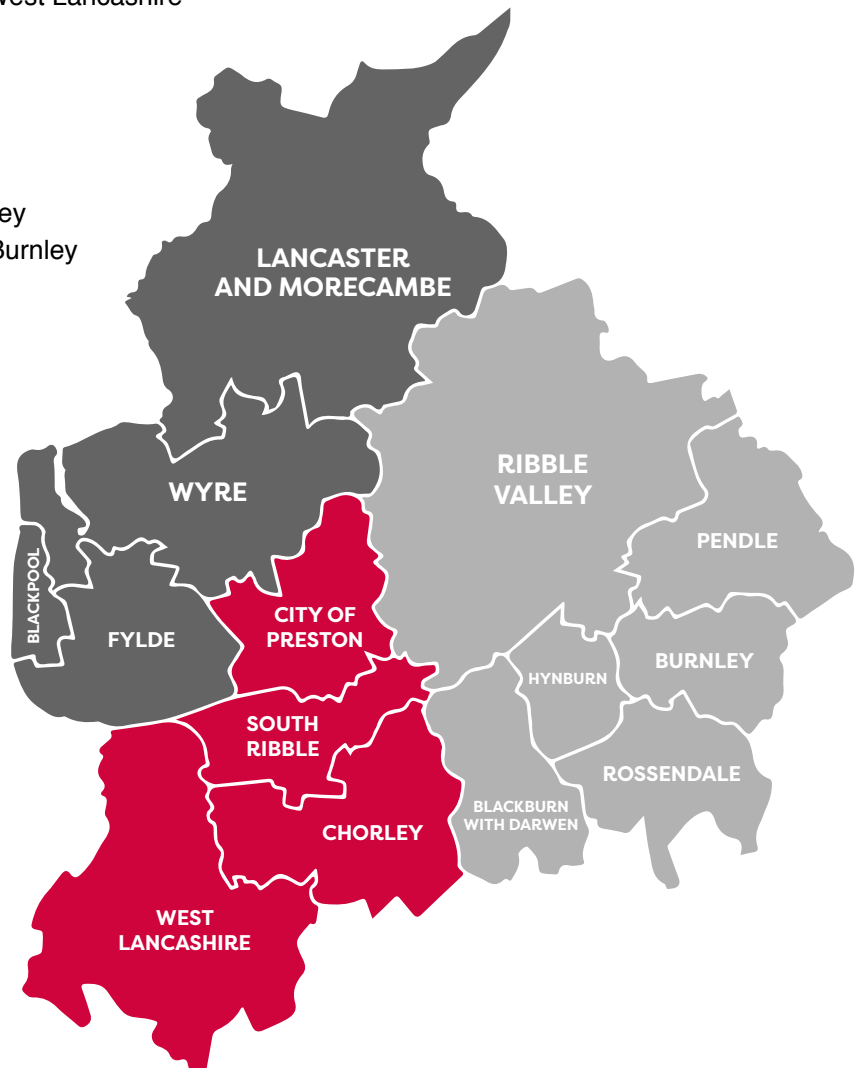 West Lancashire
ey
Burnley
LANCASTER
AND MORECAMBE
WYRE
RIBBLE
VALLEY
PENDLE
BLACKPOOL
FYLDE
CITY OF
PRESTON
HYNBURN
BURNLEY
SOUTH
RIBBLE
ROSSENDALE
BLACKBURN
WITH DARWEN
CHORLEY
WEST
LANCASHIRE